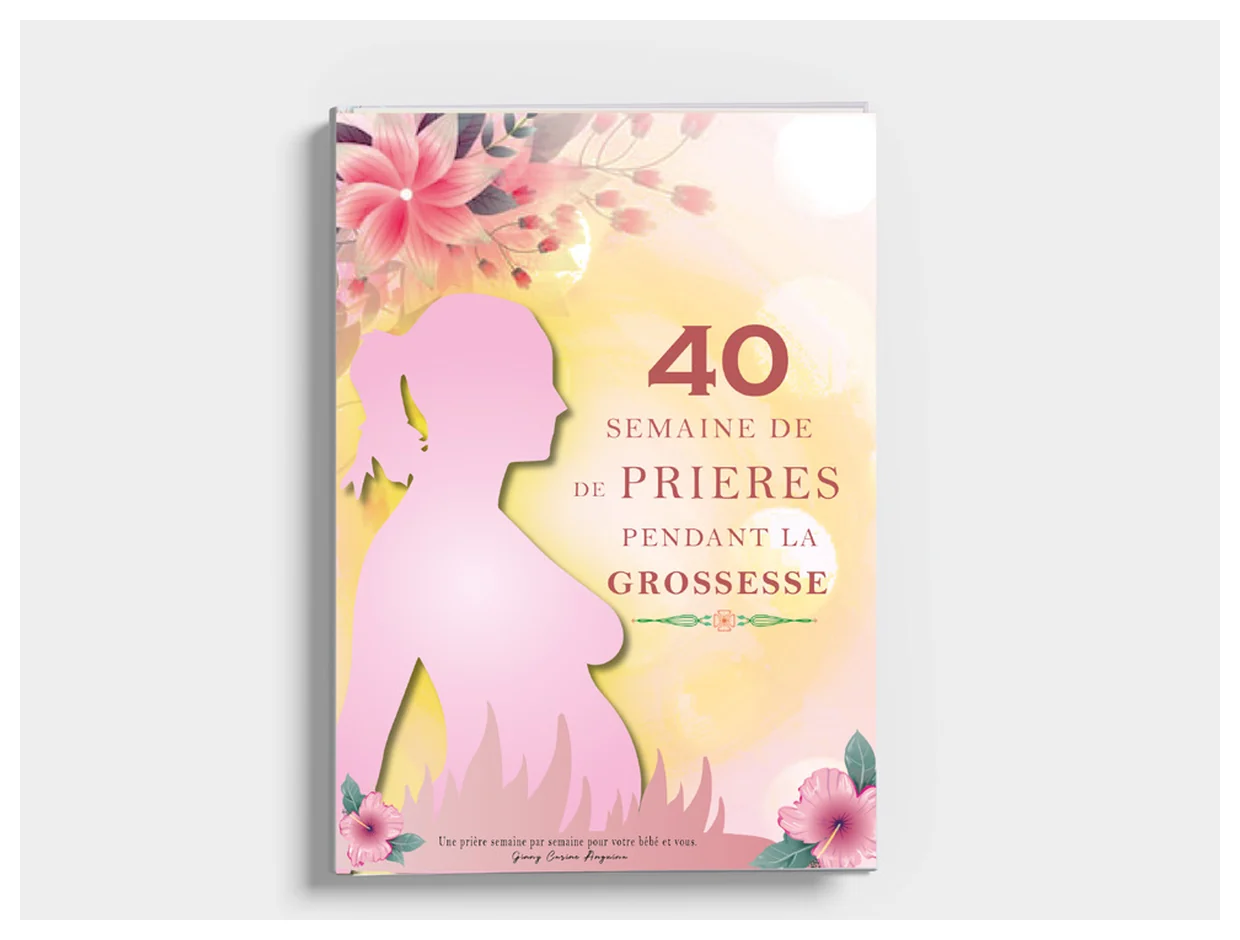 40
SEMAINE DE
DE PRIERES
PENDANT LA
GROSSESSE
Une prière semaine par semaine pour votre bébé et vous.